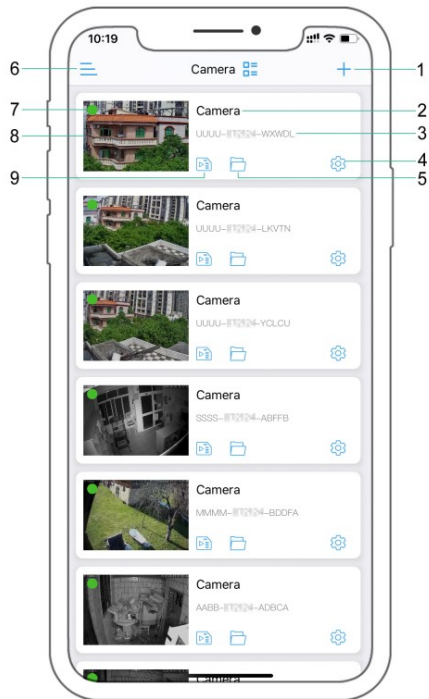 10:19
6
Camera
1
7
Camera
2
8
UUUU- -WXWDL
3
4
9
5
Camera
UUUU- -LKVTN
Camera
UUUU- -YCLCU
Camera
SSSS- -ABFFB
Camera
MMMM- -BDDFA
Camera
AABB- -ADBCA
Camera